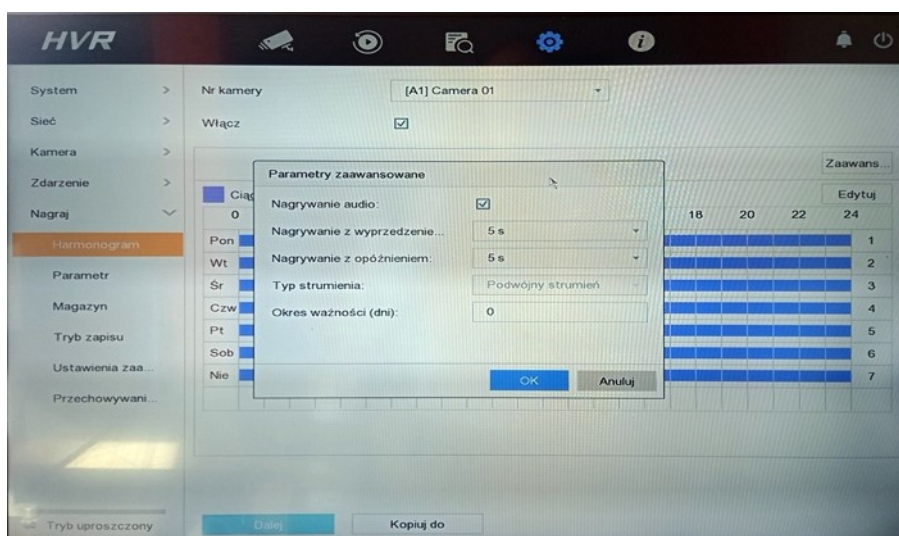 HVR
System >
Sieć >
Kamera >
Zdarzenie >
Nagraj
Harmonogram
Parametr
Magazyn
Tryb zapisu
Ustawienia zaa...
Przechowywani...
Tryb uproszczony
Nr kamery [A1] Camera 01
Włącz
Zaawans...
Ciąg Edytuj
0 18 20 22 24
Pon 1
Wt 2
Śr 3
Czw 4
Pt 5
Sob 6
Nie 7
Parametry zaawansowane
Nagrywanie audio:
Nagrywanie z wyprzedzenie... 5 s
Nagrywanie z opóźnieniem: 5 s
Typ strumienia: Podwójny strumień
Okres ważności (dni): 0
OK Anuluj
Dalej Kopiuj do